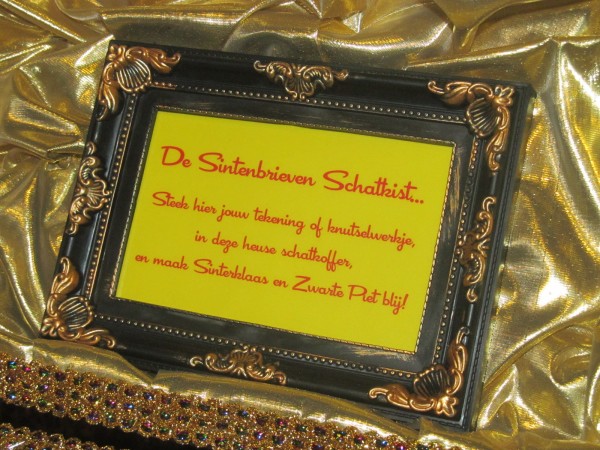 De Sintenbrieven Schatkist...
Steek hier jouw tekening of knutselwerkje,
in deze heuse schatkoffer,
en maak Sinterklaas en Zwarte Piet blij!